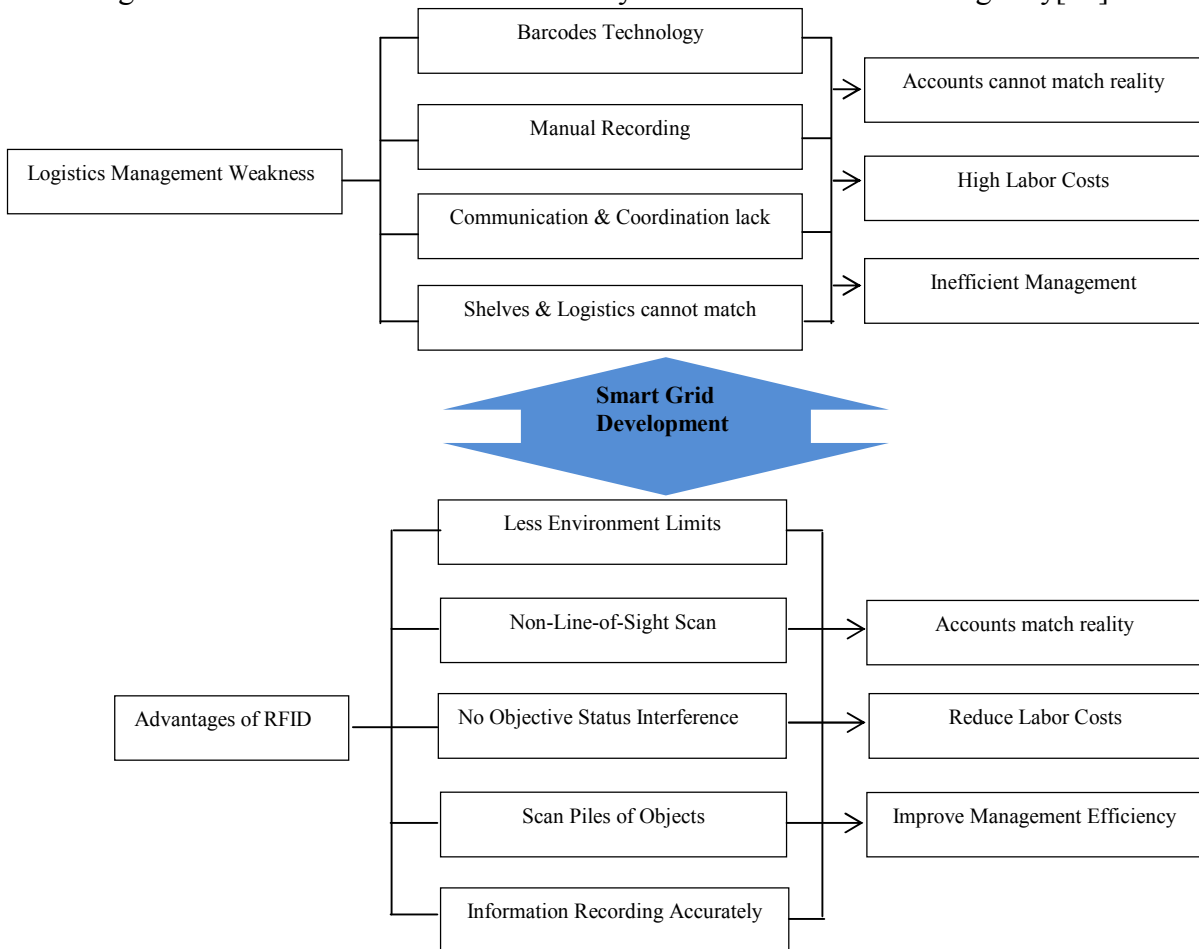 Barcodes Technology
Accounts cannot match reality
Manual Recording
Logistics Management Weakness
High Labor Costs
Communication & Coordination lack
Inefficient Management
Shelves & Logistics cannot match
Smart Grid
Development
Less Environment Limits
Non-Line-of-Sight Scan
Accounts match reality
Advantages of RFID
No Objective Status Interference
Reduce Labor Costs
Scan Piles of Objects
Improve Management Efficiency
Information Recording Accurately